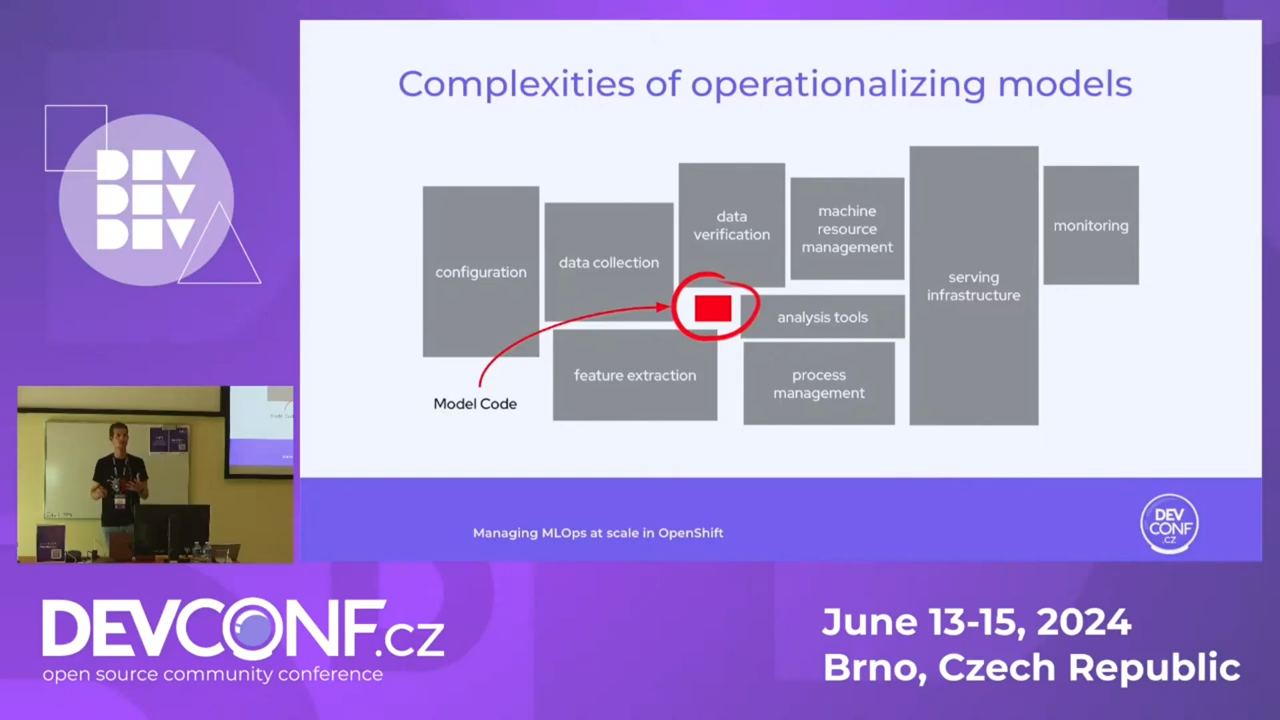 Complexities of operationalizing models
DEV
DEV
DEV
configuration
data collection
data
verification
machine
resource
management
serving
infrastructure
monitoring
analysis tools
feature extraction
process
management
Model Code
Managing MLOps at scale in OpenShift
DEV
CONF
.CZ
DEVCONF.cz
open source community conference
June 13-15, 2024
Brno, Czech Republic